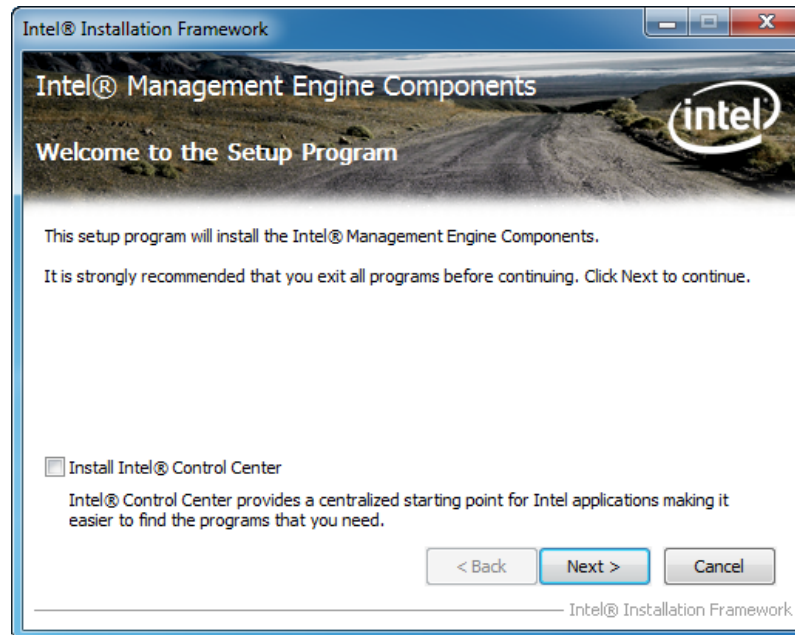 Intel® Installation Framework
Intel® Management Engine Components
intel
Welcome to the Setup Program
This setup program will install the Intel® Management Engine Components.
It is strongly recommended that you exit all programs before continuing. Click Next to continue.
Install Intel® Control Center
Intel® Control Center provides a centralized starting point for Intel applications making it
easier to find the programs that you need.
< Back Next > Cancel
Intel® Installation Framework